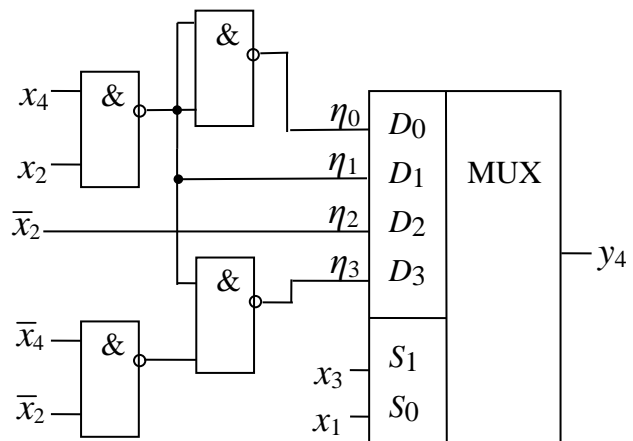 &
x₄ & η₀ D₀
x₂ η₁ D₁ MUX
x̅₂ η₂ D₂
& η₃ D₃ y₄
x̅₄ &
x₃ S₁
x̅₂ x₁ S₀